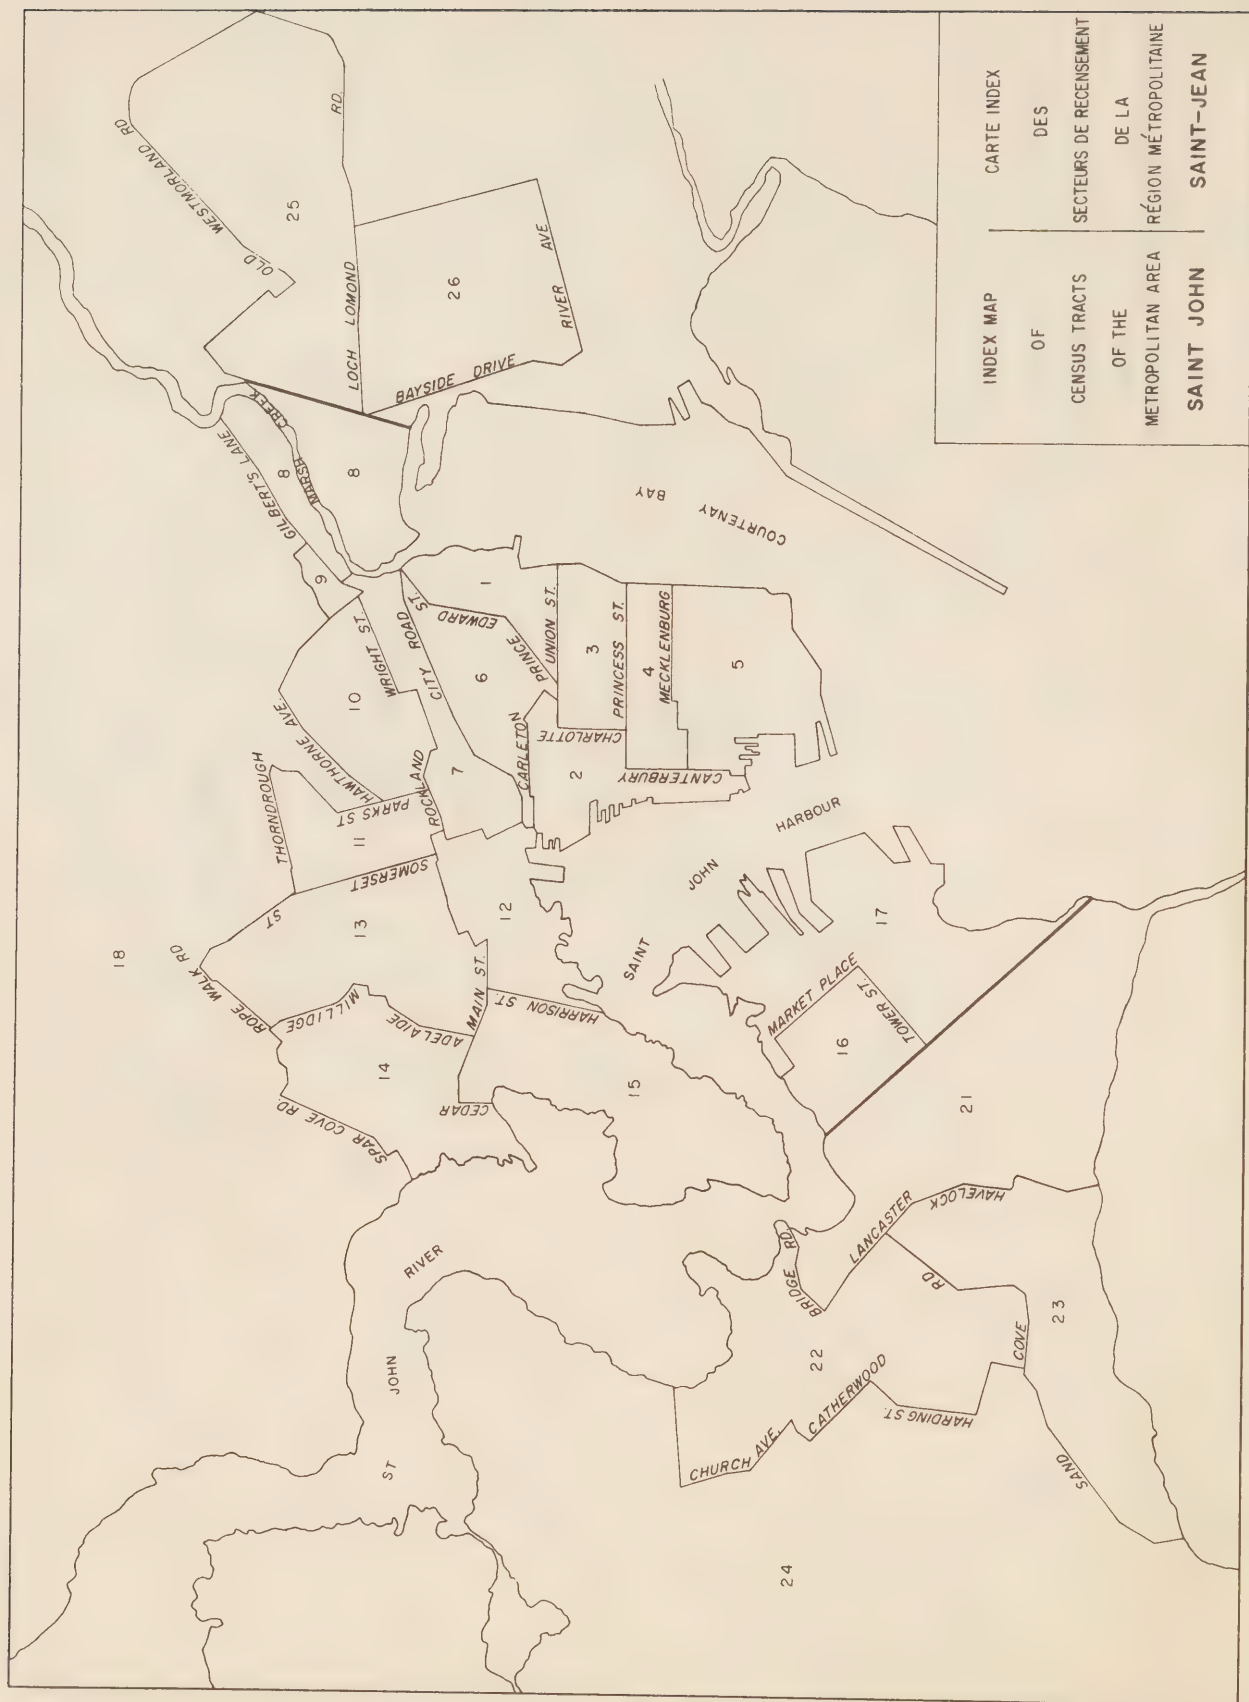 INDEX MAP
OF
CENSUS TRACTS
OF THE
METROPOLITAN AREA
SAINT JOHN
CARTE INDEX
DES
SECTEURS DE RECENSEMENT
DE LA
RÉGION MÉTROPOLITAINE
SAINT-JEAN
18
ROPE WALK RD
ST
THORNDROUGH
SPAR COVE RD.
MILLIDGE
ADELAIDE
14
13
SOMERSET
11
PARKS ST
HAWTHORNE AVE.
10
WRIGHT ST.
9
GILBERT'S LANE
8
MARSH
CREEK
8
OLD
WESTMORLAND RD
25
LOCH LOMOND
RD.
26
BAYSIDE DRIVE
RIVER
AVE
ROCKLAND
7
CITY ROAD
ST.
EDWARD
PRINCE
6
1
CARLETON
UNION ST.
2
CHARLOTTE
3
PRINCESS ST.
4
MECKLENBURG
CANTERBURY
5
COURTENAY
BAY
12
MAIN ST.
HARRISON ST.
CEDAR
15
ST
JOHN
RIVER
SAINT
JOHN
HARBOUR
MARKET PLACE
TOWER ST.
16
17
21
BRIDGE RD.
LANCASTER
HAVELOCK
RD
COVE
SAND
23
22
CHURCH AVE.
CATHERWOOD
HARDING ST.
24